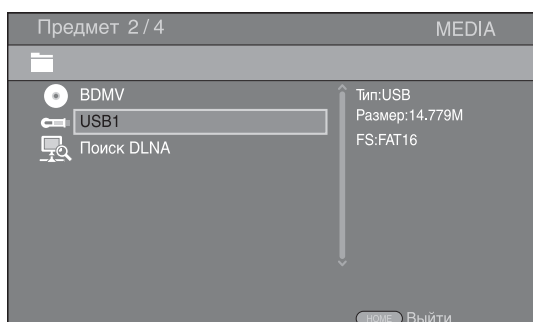 Предмет 2/4 MEDIA
BDMV
USB1
Поиск DLNA
Тип:USB
Размер:14.779M
FS:FAT16
HOME Выйти